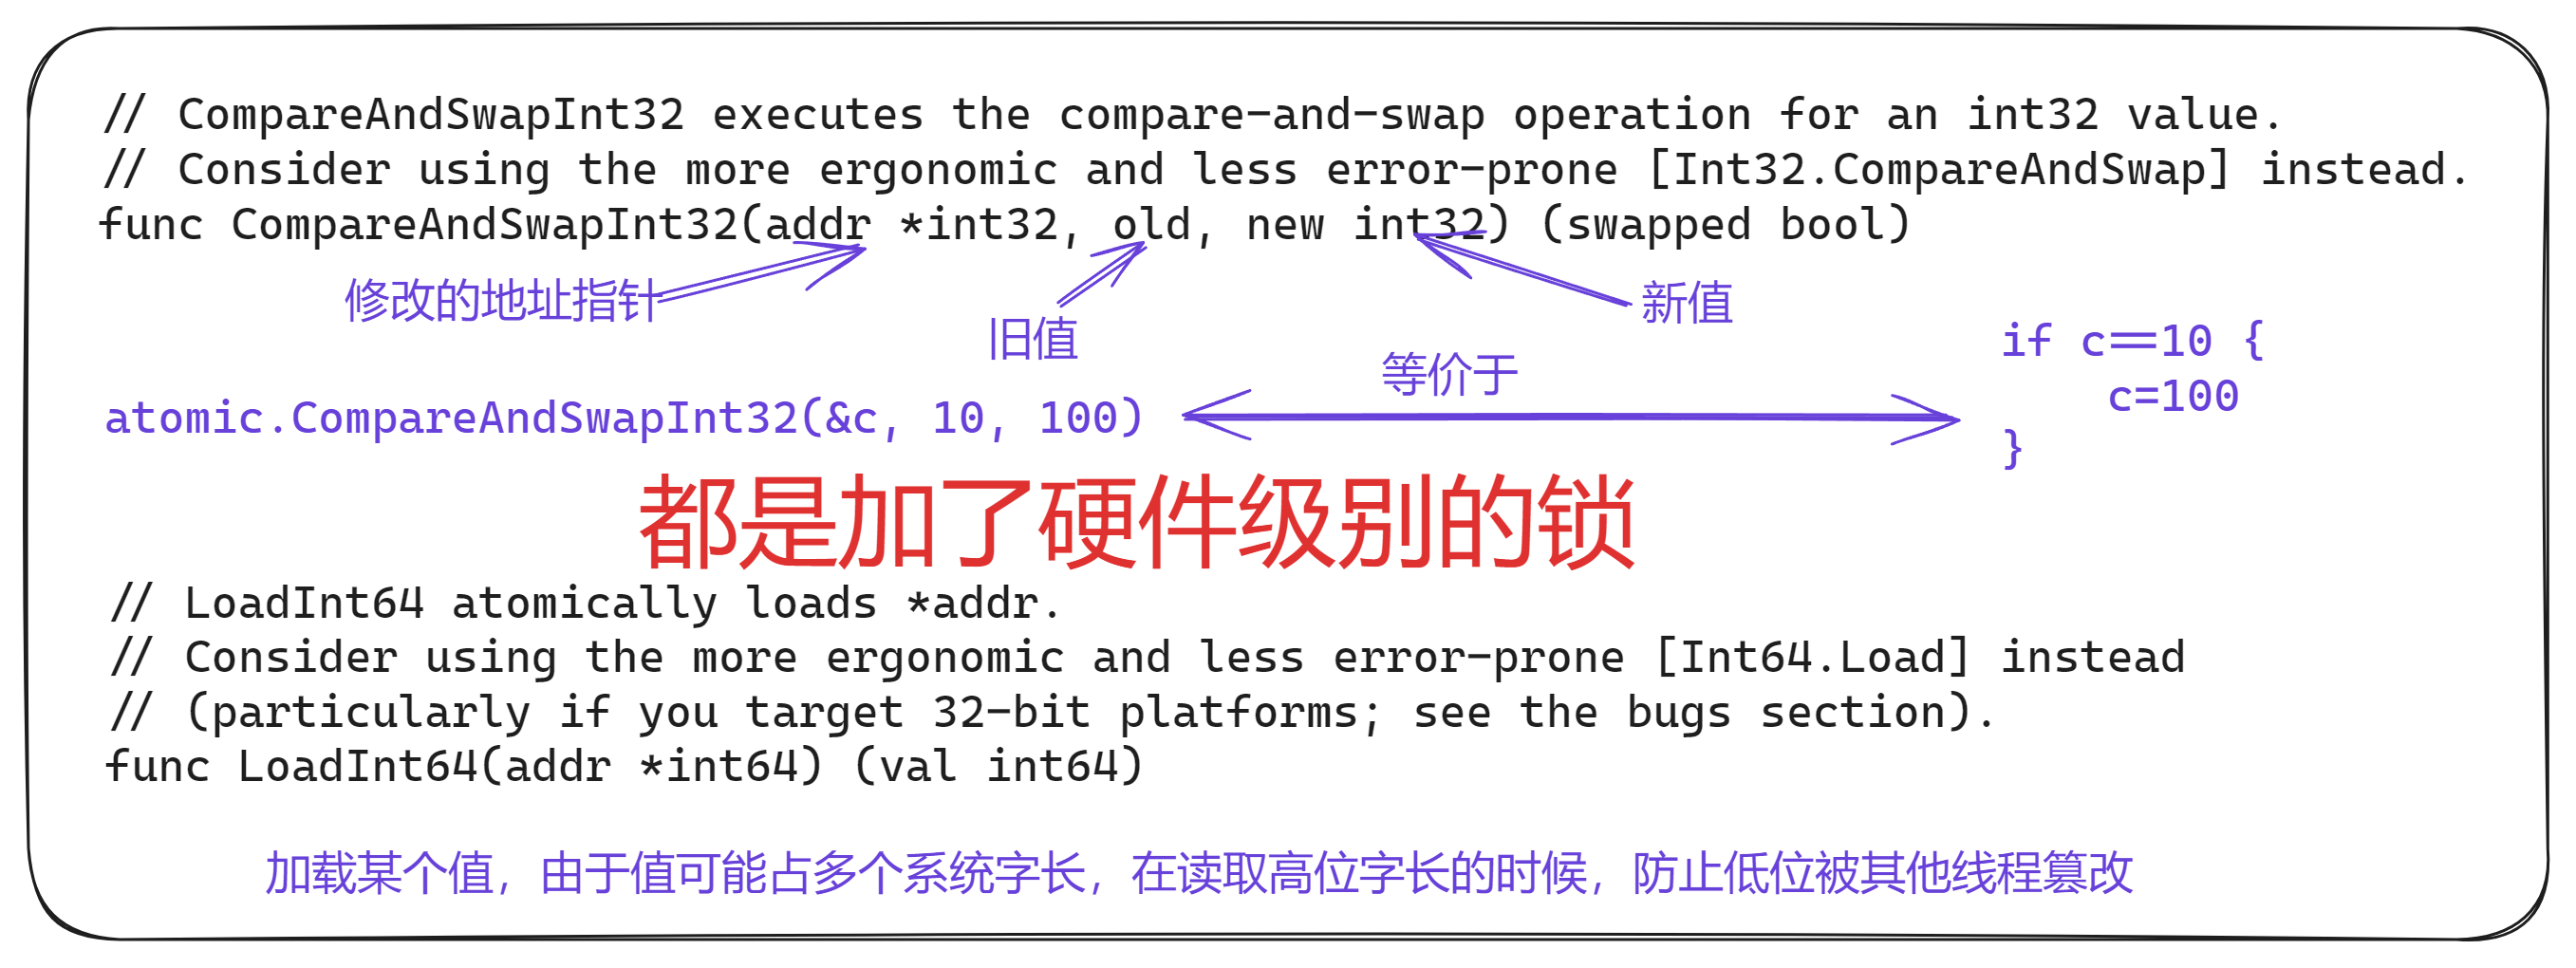 // CompareAndSwapInt32 executes the compare-and-swap operation for an int32 value.
// Consider using the more ergonomic and less error-prone [Int32.CompareAndSwap] instead.
func CompareAndSwapInt32(addr *int32, old, new int32) (swapped bool)
修改的地址指针
旧值
新值
atomic.CompareAndSwapInt32(&c, 10, 100)
等价于
if c==10 {
c=100
}
都是加了硬件级别的锁
// LoadInt64 atomically loads *addr.
// Consider using the more ergonomic and less error-prone [Int64.Load] instead
// (particularly if you target 32-bit platforms; see the bugs section).
func LoadInt64(addr *int64) (val int64)
加载某个值，由于值可能占多个系统字长，在读取高位字长的时候，防止低位被其他线程篡改